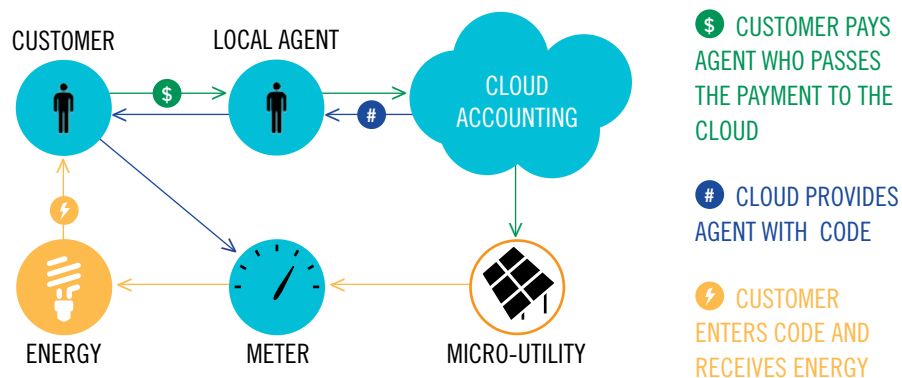 CUSTOMER
LOCAL AGENT
$
CLOUD
ACCOUNTING
#
ENERGY
METER
MICRO-UTILITY
$ CUSTOMER PAYS
AGENT WHO PASSES
THE PAYMENT TO THE
CLOUD
# CLOUD PROVIDES
AGENT WITH CODE
CUSTOMER
ENTERS CODE AND
RECEIVES ENERGY